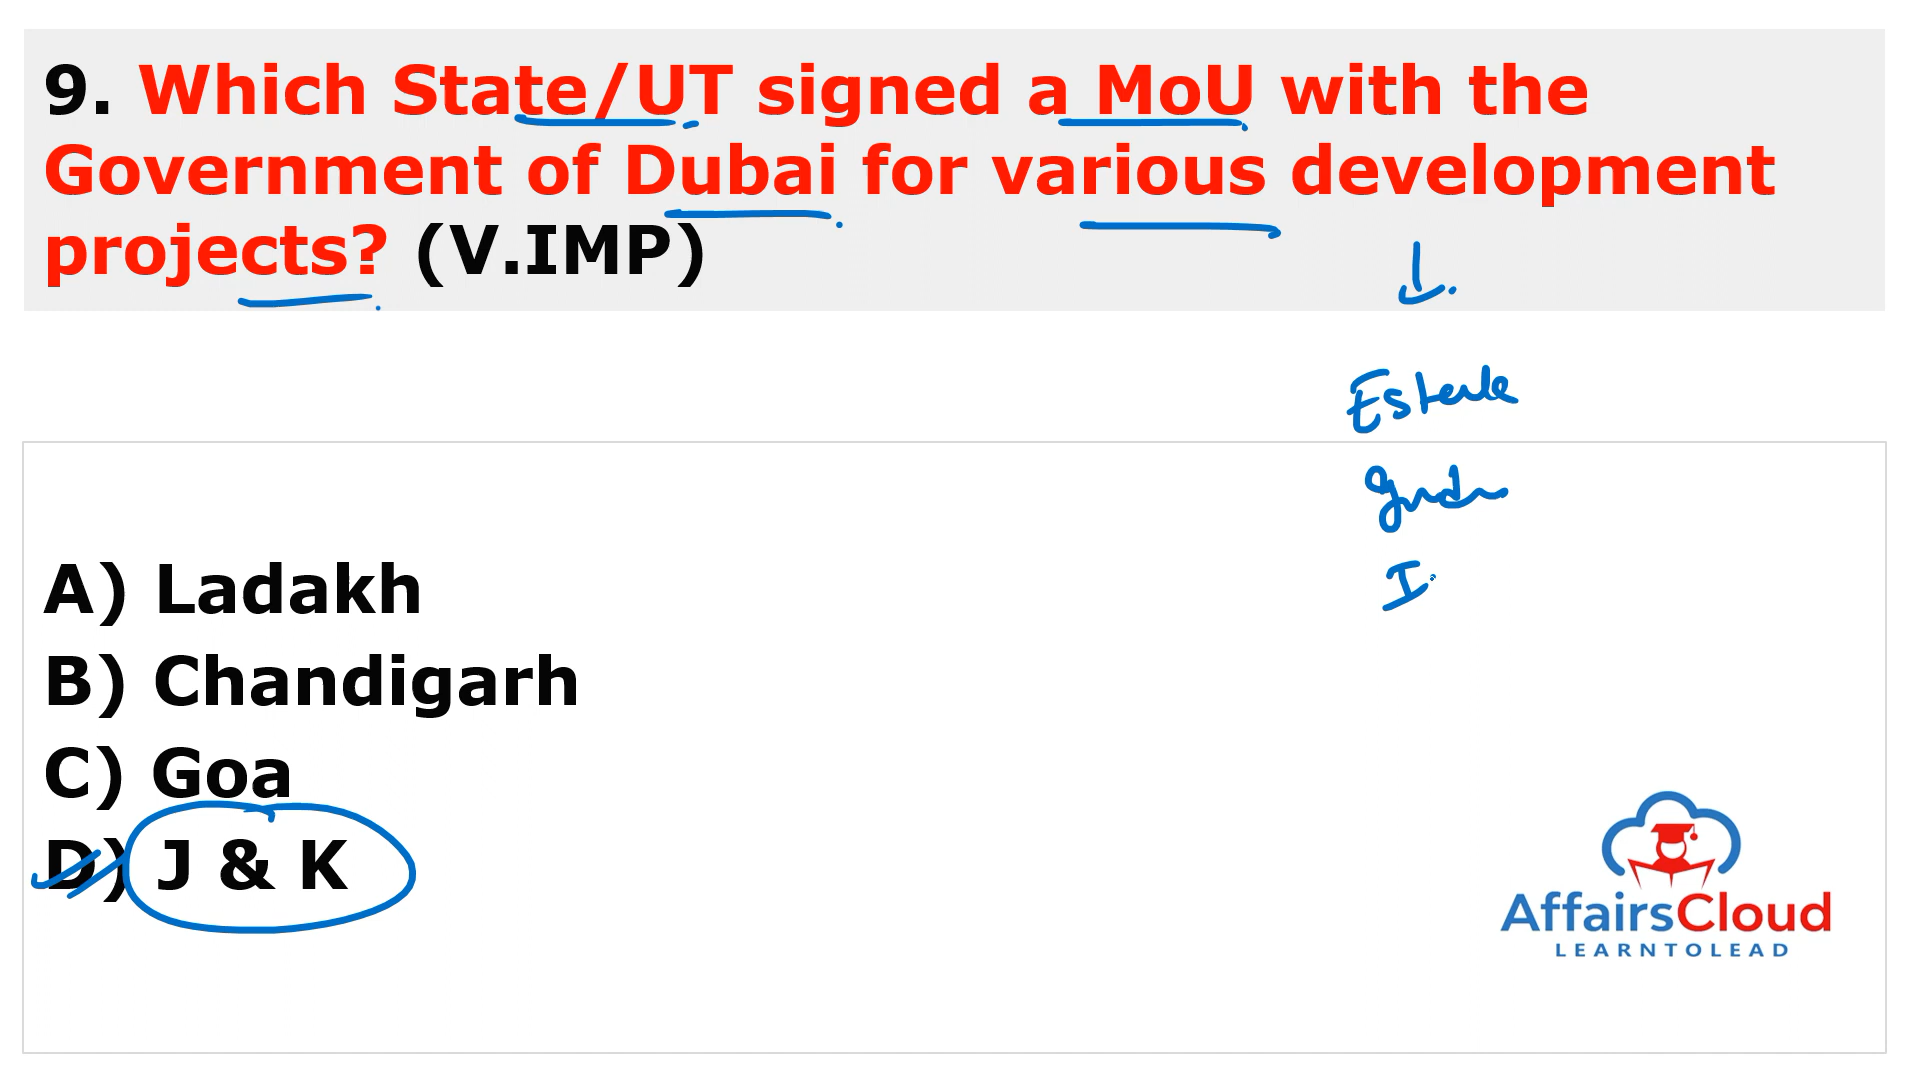 9. Which State/UT signed a MoU with the
Government of Dubai for various development
projects? (V.IMP)
A) Ladakh
B) Chandigarh
C) Goa
D) J & K
I
AffairsCloud
LEARNTOLEAD